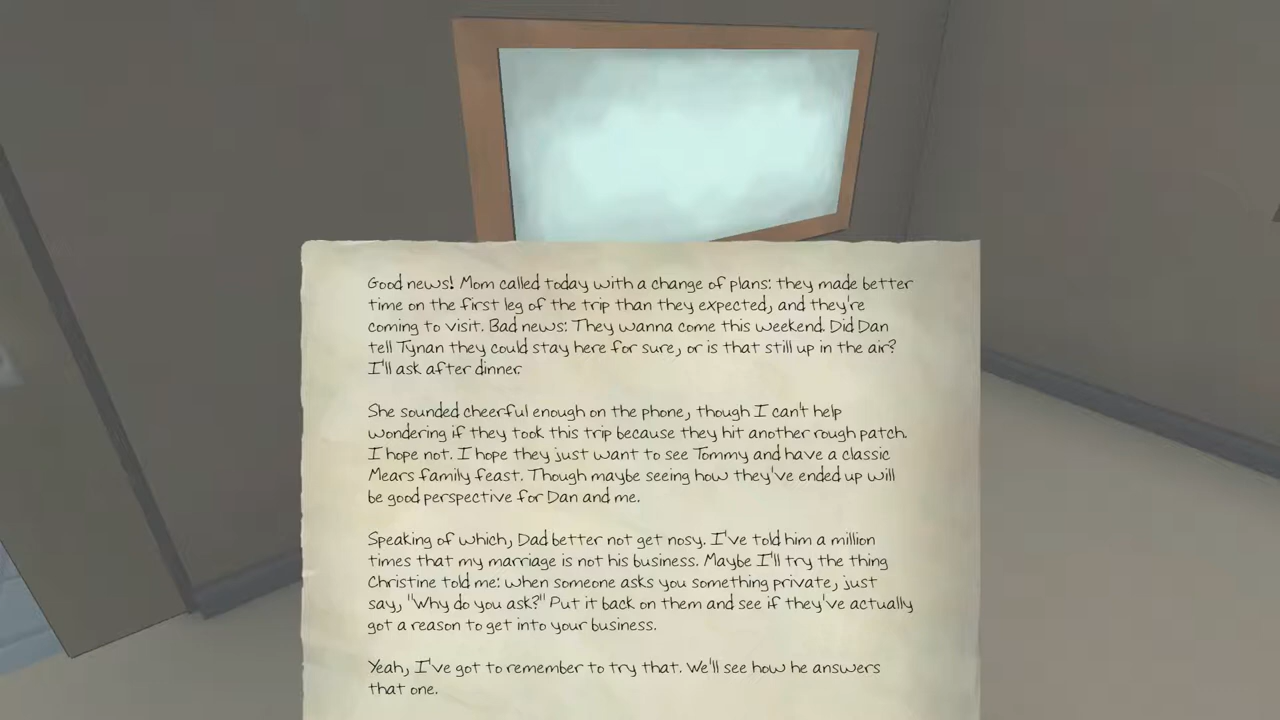 Good news! Mom called today with a change of plans: they made better
time on the first leg of the trip than they expected, and they're
coming to visit. Bad news: They wanna come this weekend. Did Dan
tell Tynan they could stay here for sure, or is that still up in the air?
I'll ask after dinner.
She sounded cheerful enough on the phone, though I can't help
wondering if they took this trip because they hit another rough patch.
I hope not. I hope they just want to see Tommy and have a classic
Mears family feast. Though maybe seeing how they've ended up will
be good perspective for Dan and me.
Speaking of which, Dad better not get nosy. I've told him a million
times that my marriage is not his business. Maybe I'll try the thing
Christine told me: when someone asks you something private, just
say, "Why do you ask?" Put it back on them and see if they've actually
got a reason to get into your business.
Yeah, I've got to remember to try that. We'll see how he answers
that one.